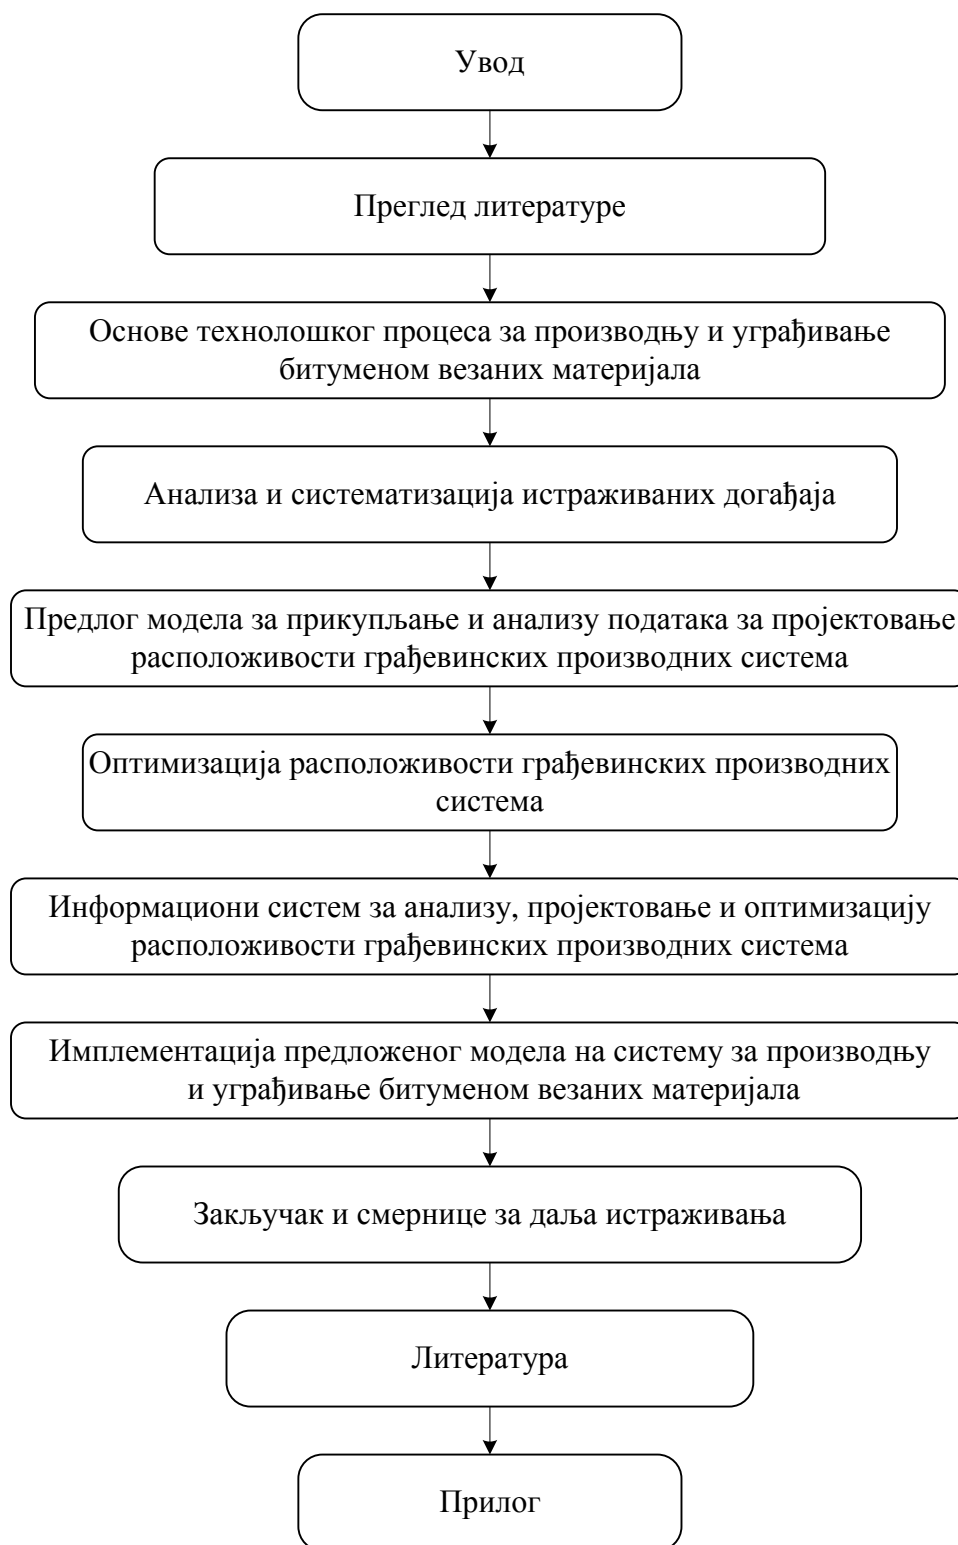 Увод
Преглед литературе
Основе технолошког процеса за производњу и уграђивање
битуменом везаних материјала
Анализа и систематизација истраживаних догађаја
Предлог модела за прикупљање и анализу података за пројектовање
расположивости грађевинских производних система
Оптимизација расположивости грађевинских производних
система
Информациони систем за анализу, пројектовање и оптимизацију
расположивости грађевинских производних система
Имплементација предложеног модела на систему за производњу
и уграђивање битуменом везаних материјала
Закључак и смернице за даља истраживања
Литература
Прилог